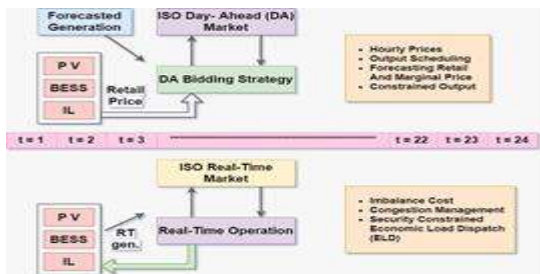 Forecasted
Generation
ISO Day- Ahead (DA)
Market
P V
BESS
IL
Retail
Price
DA Bidding Strategy
• Hourly Prices
• Output Scheduling
• Forecasting Retail
And Marginal Price
• Constrained Output
t = 1 t = 2 t = 3 t = 22 t = 23 t = 24
ISO Real-Time
Market
P V
BESS
IL
RT
gen.
Real-Time Operation
• Imbalance Cost
• Congestion Management
• Security Constrained
Economic Load Dispatch
(ELD)